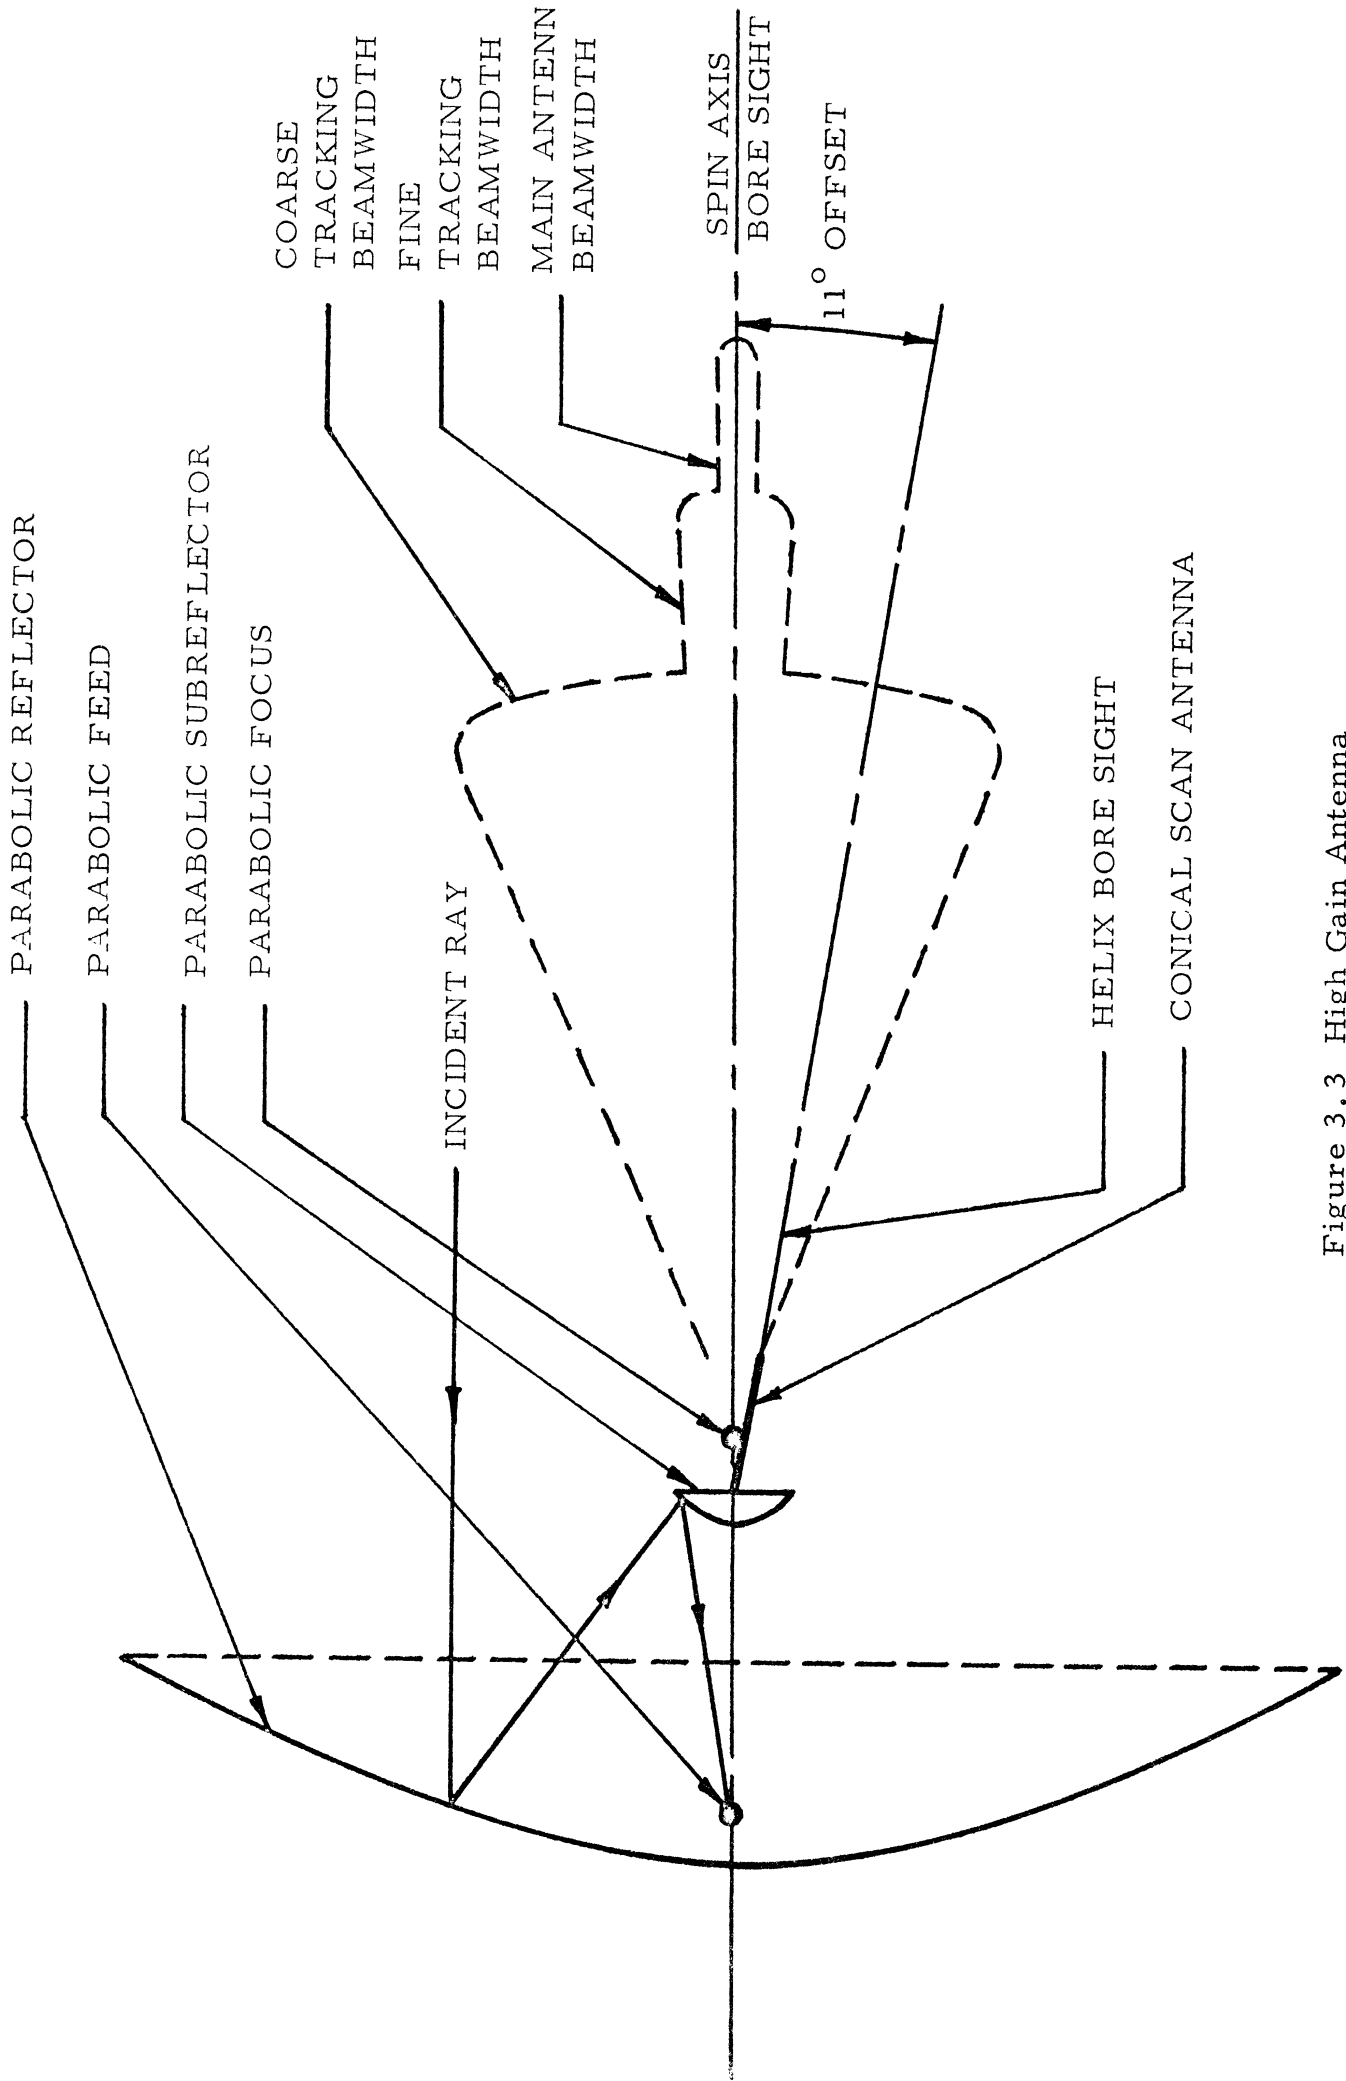 PARABOLIC REFLECTOR
PARABOLIC FEED
PARABOLIC SUBREFLECTOR
PARABOLIC FOCUS
INCIDENT RAY
COARSE
TRACKING
BEAMWIDTH
FINE
TRACKING
BEAMWIDTH
MAIN ANTENN
BEAMWIDTH
SPIN AXIS
BORE SIGHT
11° OFFSET
HELIX BORE SIGHT
CONICAL SCAN ANTENNA
Figure 3.3 High Gain Antenna